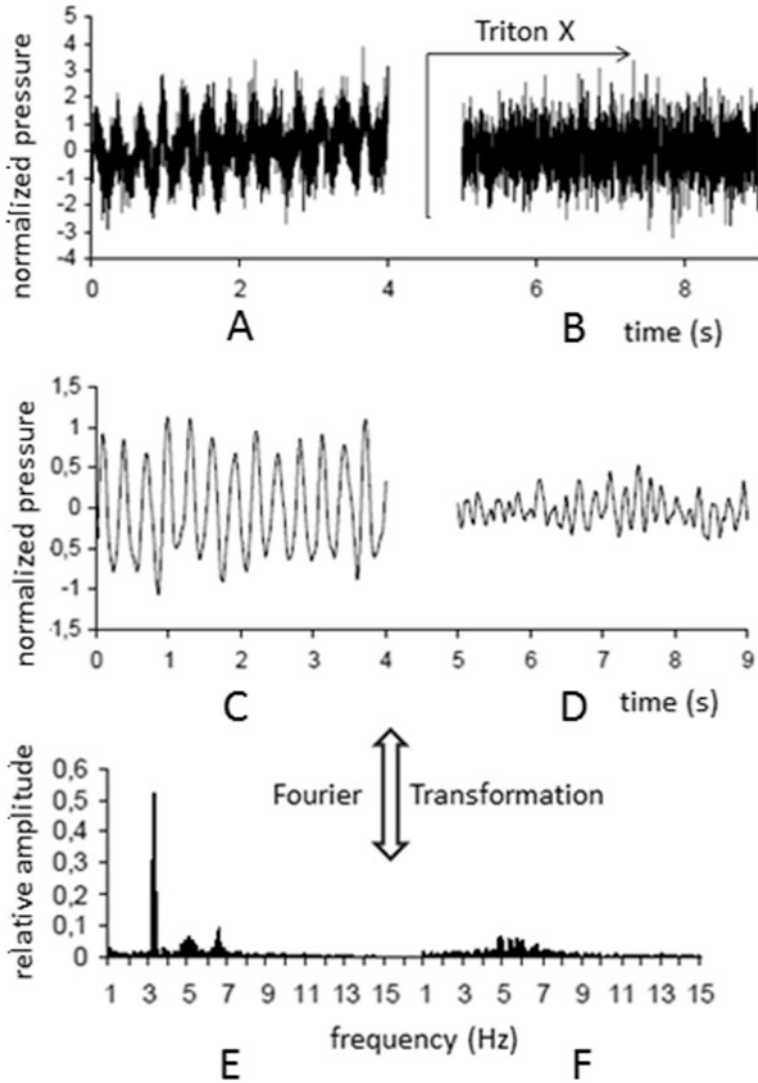 normalized pressure
5
4
3
2
1
0
-1
-2
-3
-4
Triton X
0 2 4 6 8
A B time (s)
normalized pressure
1,5
1
0,5
0
0,5
-1
1,5
0 1 2 3 4 5 6 7 8 9
C D time (s)
relative amplitude
0,6
0,5
0,4
0,3
0,2
0,1
0
Fourier Transformation
1 3 5 7 9 11 13 15 1 3 5 7 9 11 13 15
frequency (Hz)
E F